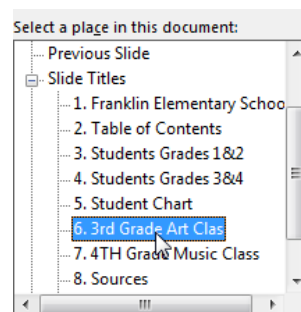 Select a place in this document:
Previous Slide
Slide Titles
1. Franklin Elementary Schoo
2. Table of Contents
3. Students Grades 1&2
4. Students Grades 3&4
5. Student Chart
6. 3rd Grade Art Clas
7. 4TH Grade Music Class
8. Sources